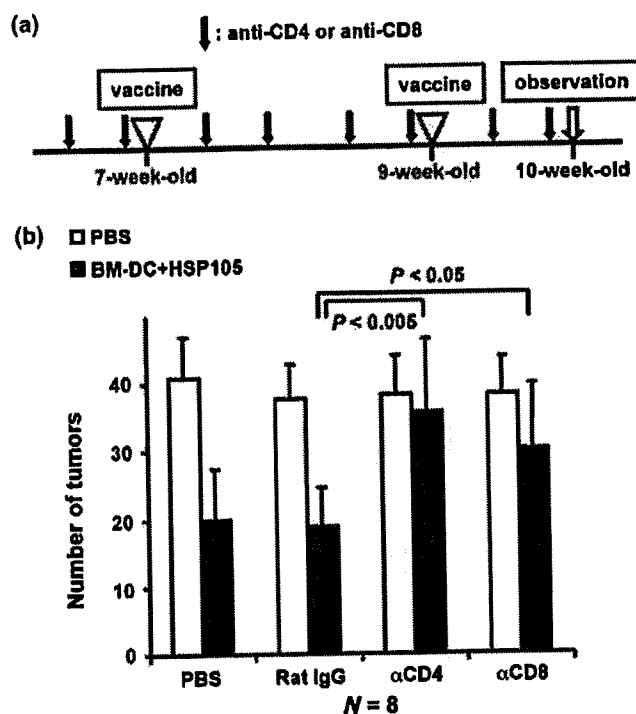 (a)
: anti-CD4 or anti-CD8
vaccine
vaccine
observation
7-week-old
9-week-old
10-week-old
(b)
PBS
BM-DC+HSP105
P < 0.05
P < 0.005
Number of tumors
40
30
20
10
0
PBS
Rat IgG
αCD4
αCD8
N = 8